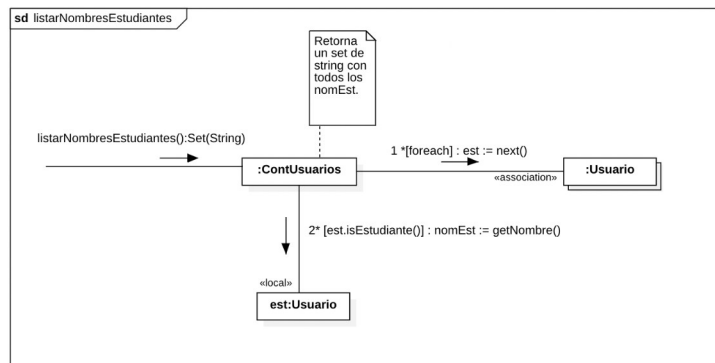 sd listarNombresEstudiantes
Retorna
un set de
string con
todos los
nomEst.
listarNombresEstudiantes():Set(String)
1 *[foreach] : est := next()
:ContUsuarios
:Usuario
«association»
2* [est.isEstudiante()] : nomEst := getNombre()
«local»
est:Usuario